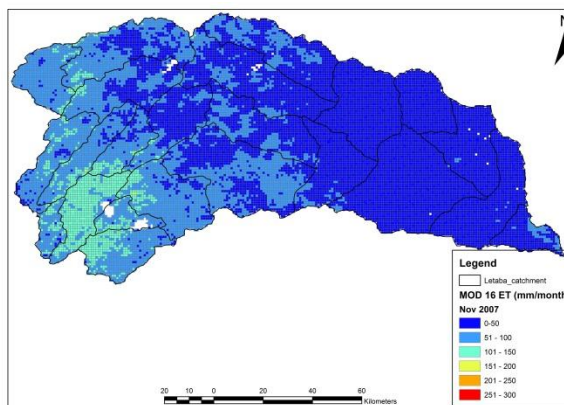 N
Legend
Letaba_catchment
MOD 16 ET (mm/month
Nov 2007
0-50
51 - 100
101 - 150
151 - 200
201 - 250
251 - 300
20 10 0 20 40 60
Kilometers